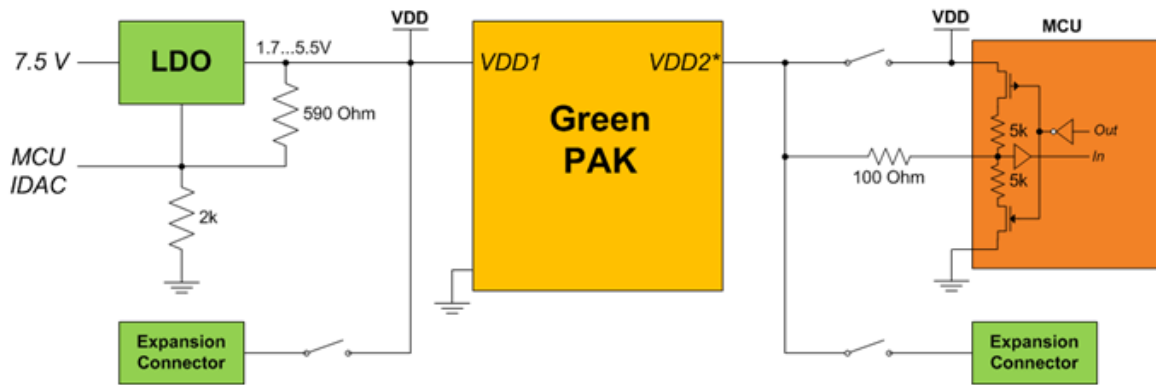 VDD
VDD
MCU
7.5 V
LDO
1.7...5.5V
VDD1
VDD2*
590 Ohm
Green
PAK
5k
Out
MCU
IDAC
In
100 Ohm
5k
2k
Expansion
Connector
Expansion
Connector